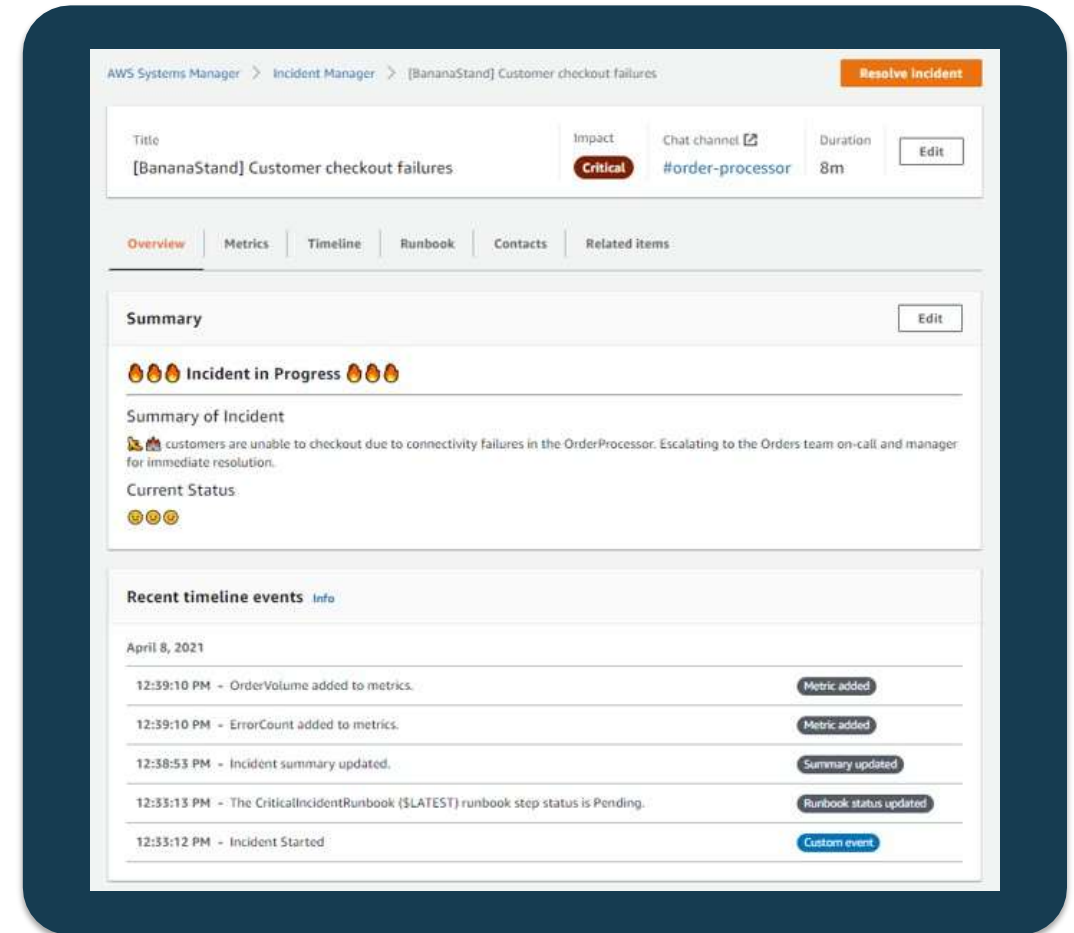 AWS Systems Manager > Incident Manager > [BananaStand] Customer checkout failures
Resolve incident
Title
[BananaStand] Customer checkout failures
Impact
Critical
Chat channel
#order-processor
Duration
8m
Edit
Overview
Metrics
Timeline
Runbook
Contacts
Related items
Summary
Edit
🔥🔥🔥 Incident in Progress 🔥🔥🔥
Summary of Incident
customers are unable to checkout due to connectivity failures in the OrderProcessor. Escalating to the Orders team on-call and manager
for immediate resolution.
Current Status
Recent timeline events Info
April 8, 2021
12:39:10 PM - OrderVolume added to metrics. Metric added
12:39:10 PM - ErrorCount added to metrics. Metric added
12:38:53 PM - Incident summary updated. Summary updated
12:33:13 PM - The CriticalIncidentRunbook ($LATEST) runbook step status is Pending. Runbook status updated
12:33:12 PM - Incident Started Custom event